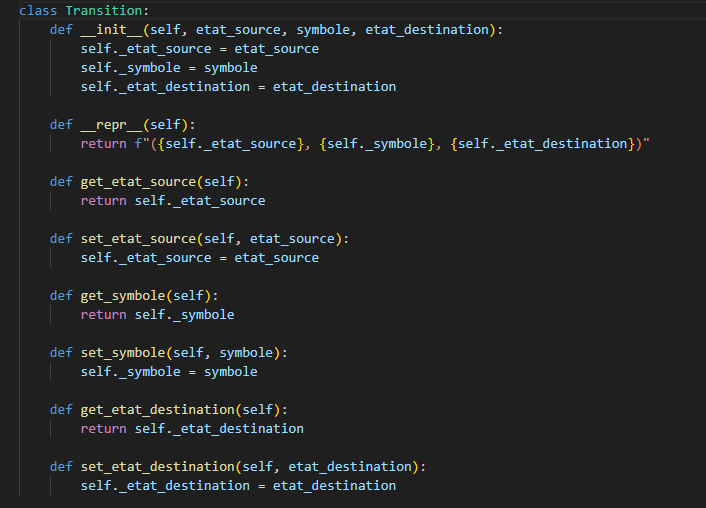 class Transition:
    def __init__(self, etat_source, symbole, etat_destination):
        self._etat_source = etat_source
        self._symbole = symbole
        self._etat_destination = etat_destination

    def __repr__(self):
        return f"({self._etat_source}, {self._symbole}, {self._etat_destination})"

    def get_etat_source(self):
        return self._etat_source

    def set_etat_source(self, etat_source):
        self._etat_source = etat_source

    def get_symbole(self):
        return self._symbole

    def set_symbole(self, symbole):
        self._symbole = symbole

    def get_etat_destination(self):
        return self._etat_destination

    def set_etat_destination(self, etat_destination):
        self._etat_destination = etat_destination